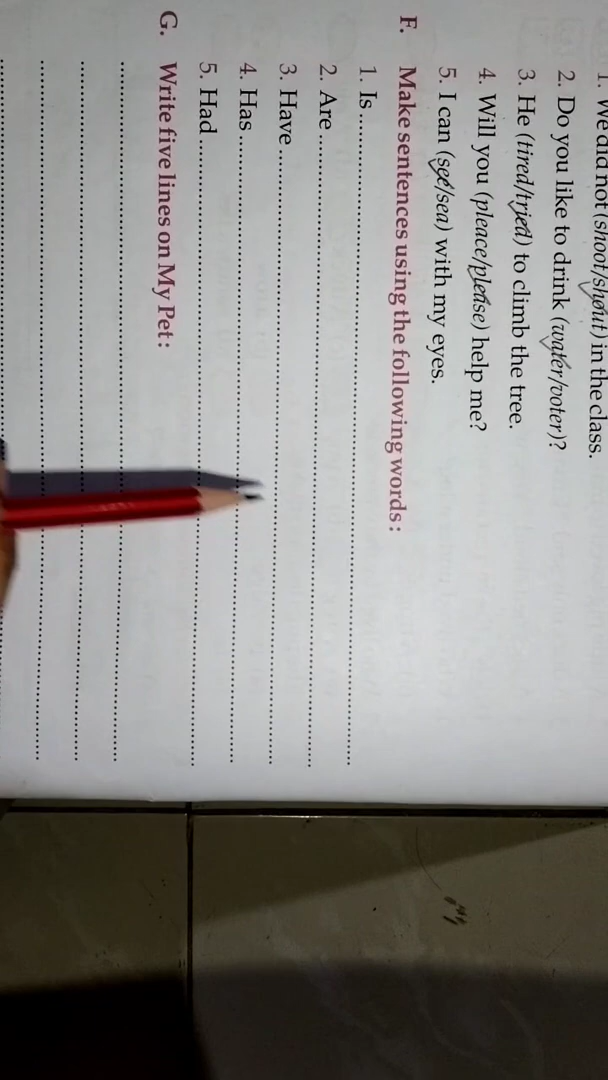 1. We did not (shoot/shout) in the class.
2. Do you like to drink (water/voter)?
3. He (tired/tried) to climb the tree.
4. Will you (pleace/please) help me?
5. I can (see/sea) with my eyes.
F. Make sentences using the following words:
1. Is
2. Are
3. Have
4. Has
5. Had
G. Write five lines on My Pet: